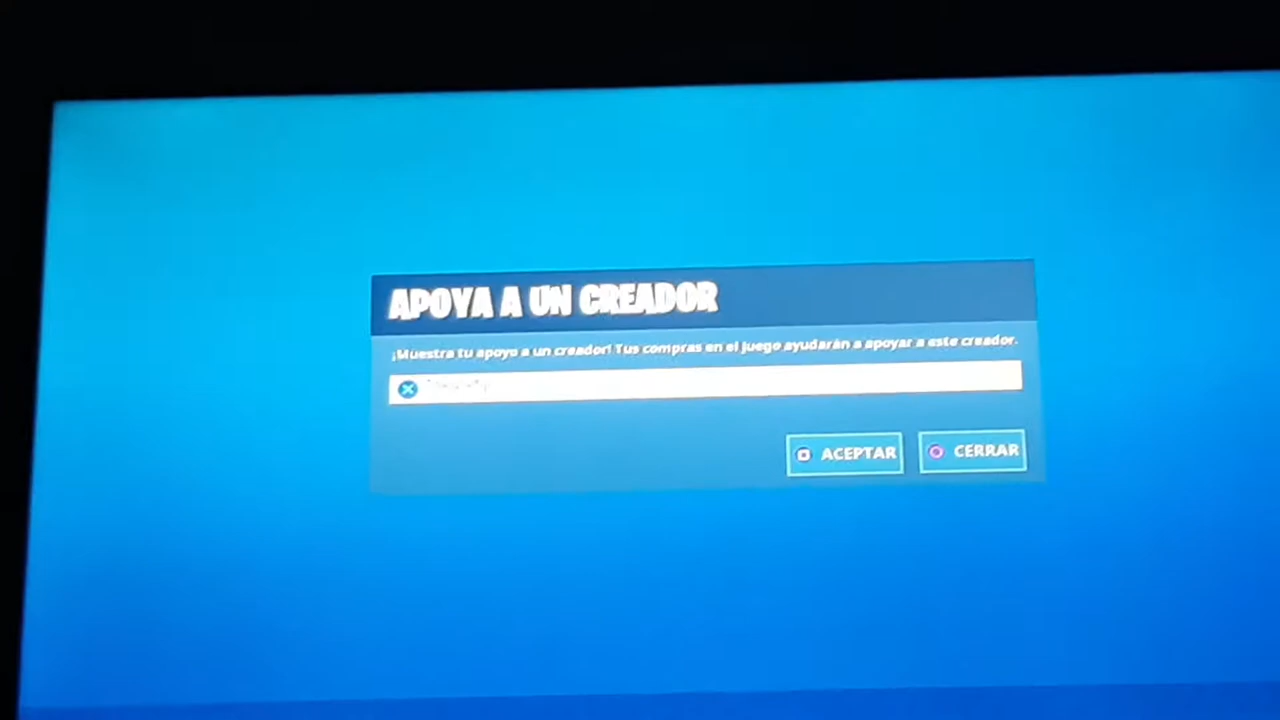 APOYA A UN CREADOR
¡Muestra tu apoyo a un creador! Tus compras en el juego ayudarán a apoyar a este creador.
ACEPTAR
CERRAR